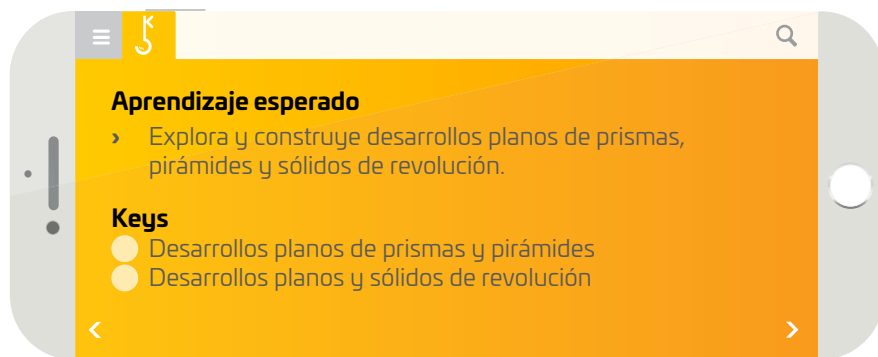 Aprendizaje esperado
› Explora y construye desarrollos planos de prismas,
pirámides y sólidos de revolución.
Keys
Desarrollos planos de prismas y pirámides
Desarrollos planos y sólidos de revolución